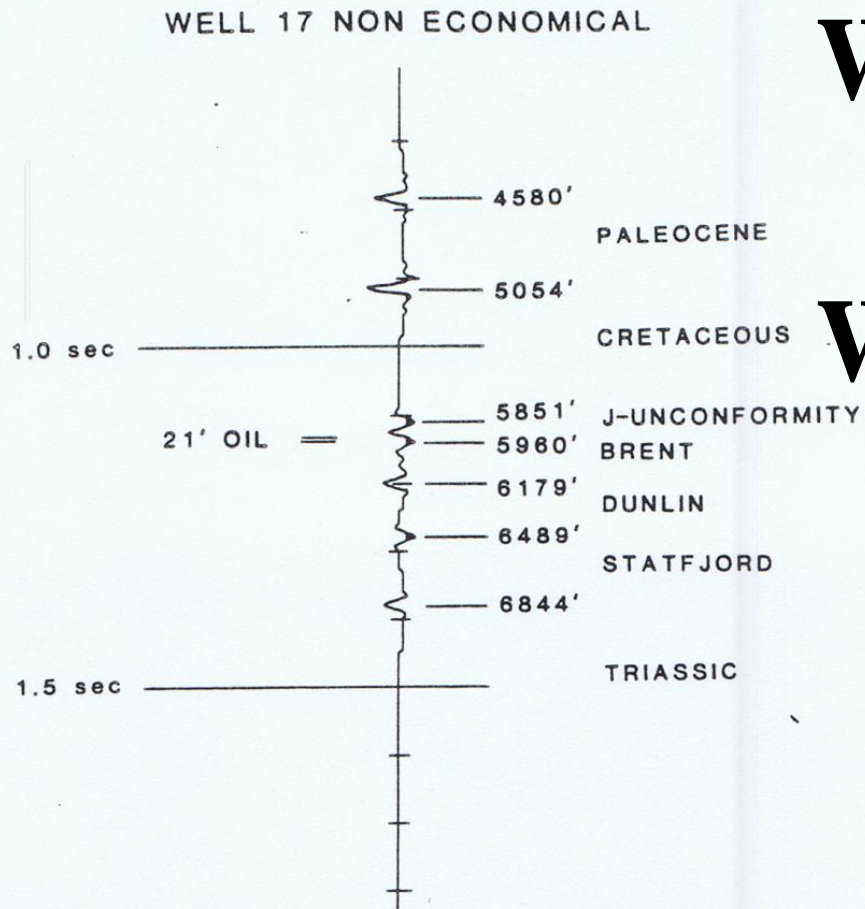 WELL 17 NON ECONOMICAL
4580'
PALEOCENE
5054'
1.0 sec
CRETACEOUS
5851' J-UNCONFORMITY
21' OIL
5960' BRENT
6179'
DUNLIN
6489'
STATFJORD
6844'
1.5 sec
TRIASSIC